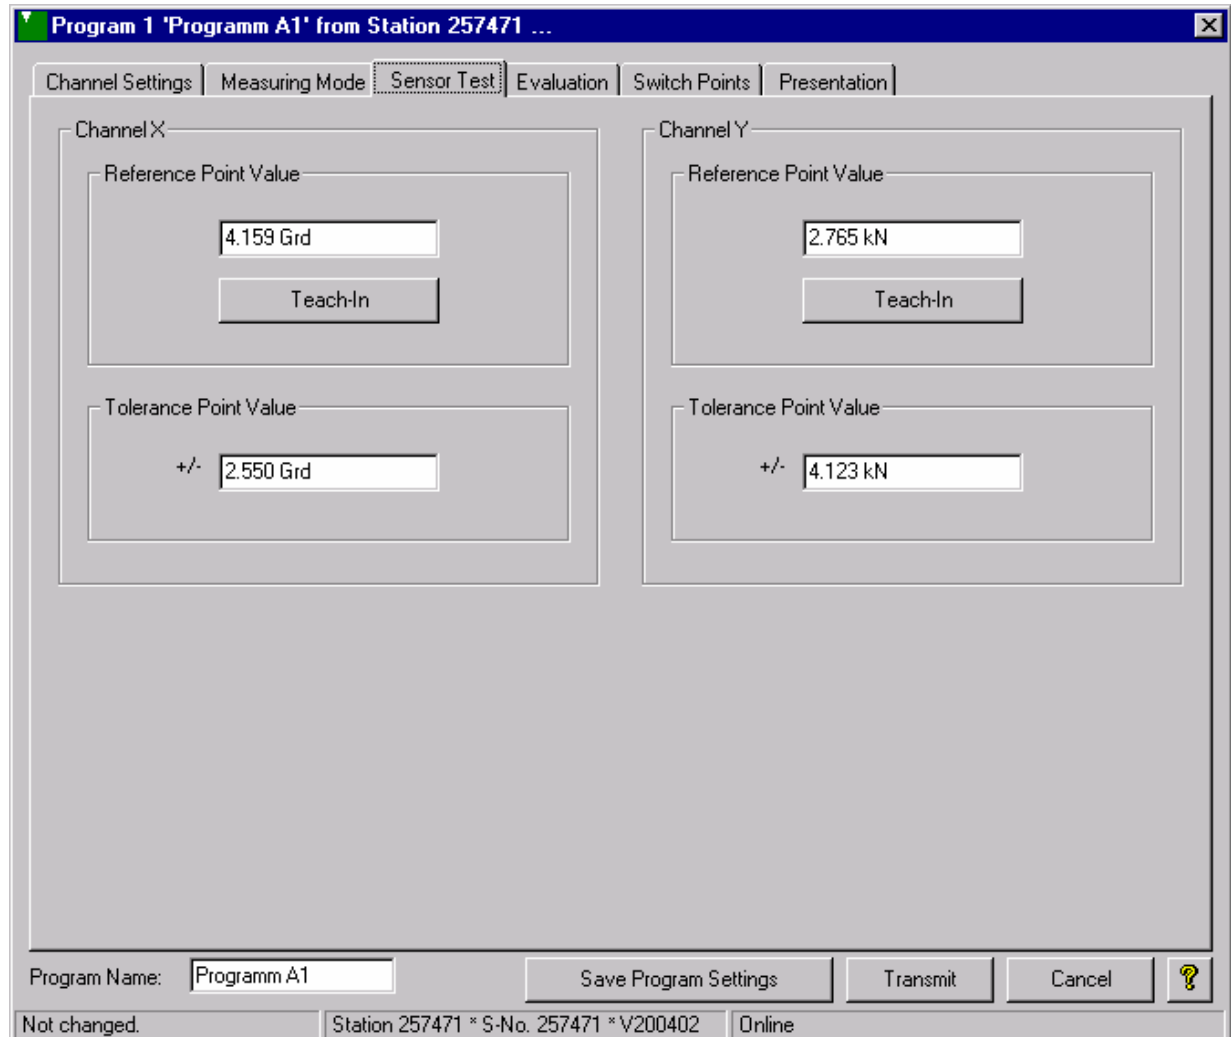 Program 1 'Programm A1' from Station 257471 ...
Channel Settings Measuring Mode Sensor Test Evaluation Switch Points Presentation
Channel X
Reference Point Value
4.159 Grd
Teach-In
Tolerance Point Value
+/- 2.550 Grd
Channel Y
Reference Point Value
2.765 kN
Teach-In
Tolerance Point Value
+/- 4.123 kN
Program Name: Programm A1 Save Program Settings Transmit Cancel ?
Not changed. Station 257471 * S-No. 257471 * V200402 Online